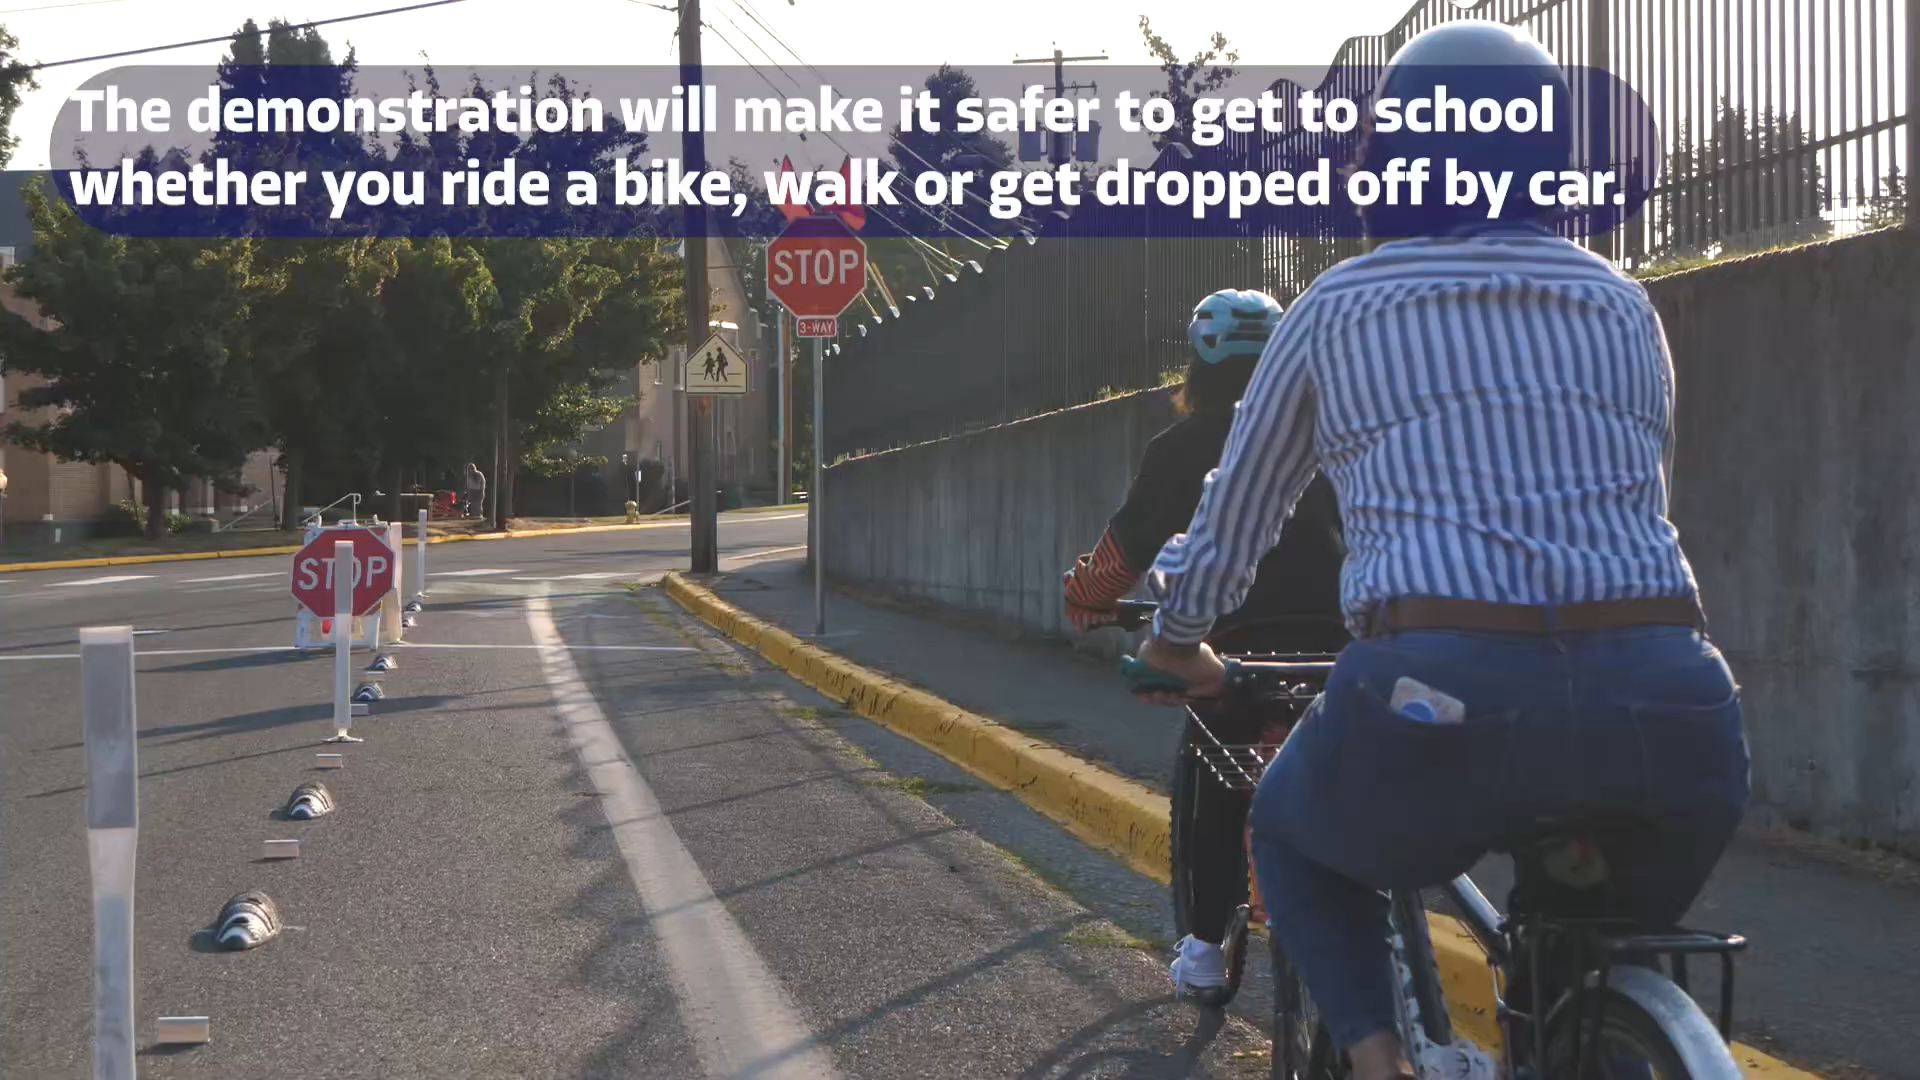 The demonstration will make it safer to get to school
whether you ride a bike, walk or get dropped off by car.
STOP
3-WAY
STOP